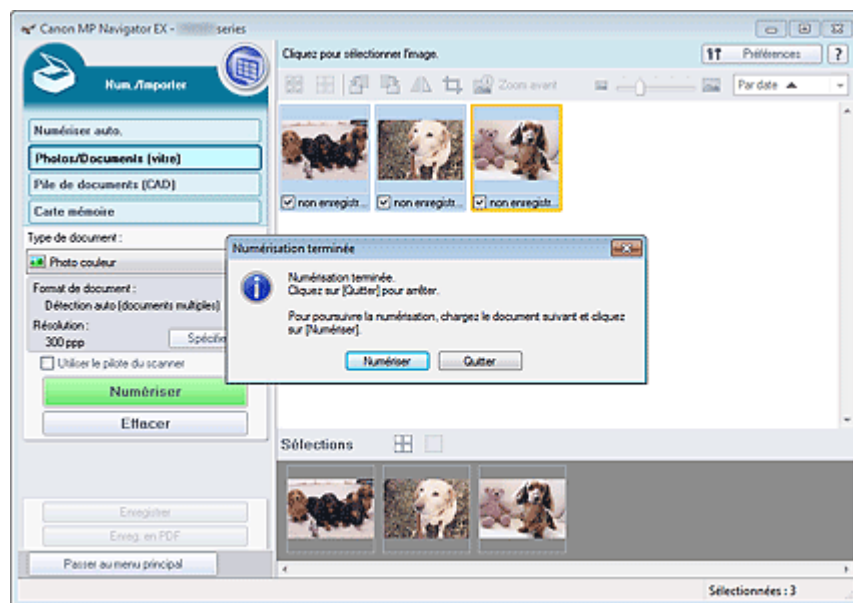 Canon MP Navigator EX - series
Num./Importer
Cliquez pour sélectionner l'image.
Préférences
?
Zoom avant
Par date
Numériser auto.
Photos/Documents (vitre)
Pile de documents (CAD)
Carte mémoire
non enregistr...
non enregistr...
non enregistr...
Type de document :
Photo couleur
Format de document :
Détection auto (documents multiples)
Résolution :
300 ppp
Spécifie
Utiliser le pilote du scanner
Numériser
Effacer
Numérisation terminée
Numérisation terminée.
Cliquez sur [Quitter] pour arrêter.
Pour poursuivre la numérisation, chargez le document suivant et cliquez
sur [Numériser].
Numériser
Quitter
Sélections
Enregistrer
Enreg. en PDF
Passer au menu principal
Sélectionnées : 3